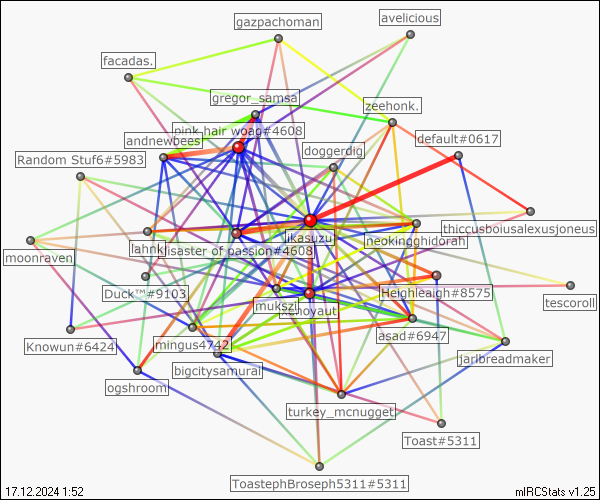 avelicious
gazpachoman
facadas.
gregor_samsa
zeehonk.
pink hair woag#4608
default#0617
andnewbees
doggerdig
Random Stuf6#5983
thiccusboiusalexusjoneus
ikasuzu
neokingghidorah
lahnk
disaster of passion#4608
moonraven
Duck™#9103
Heighleaigh#8575
tescoroll
muksz
xenoyaut
Knowun#6424
mingus4742
asad#6947
jarlbreadmaker
bigcitysamurai
ogshroom
turkey_mcnugget
Toast#5311
ToastephBroseph5311#5311
17.12.2024 1:52
mIRCStats v1.25